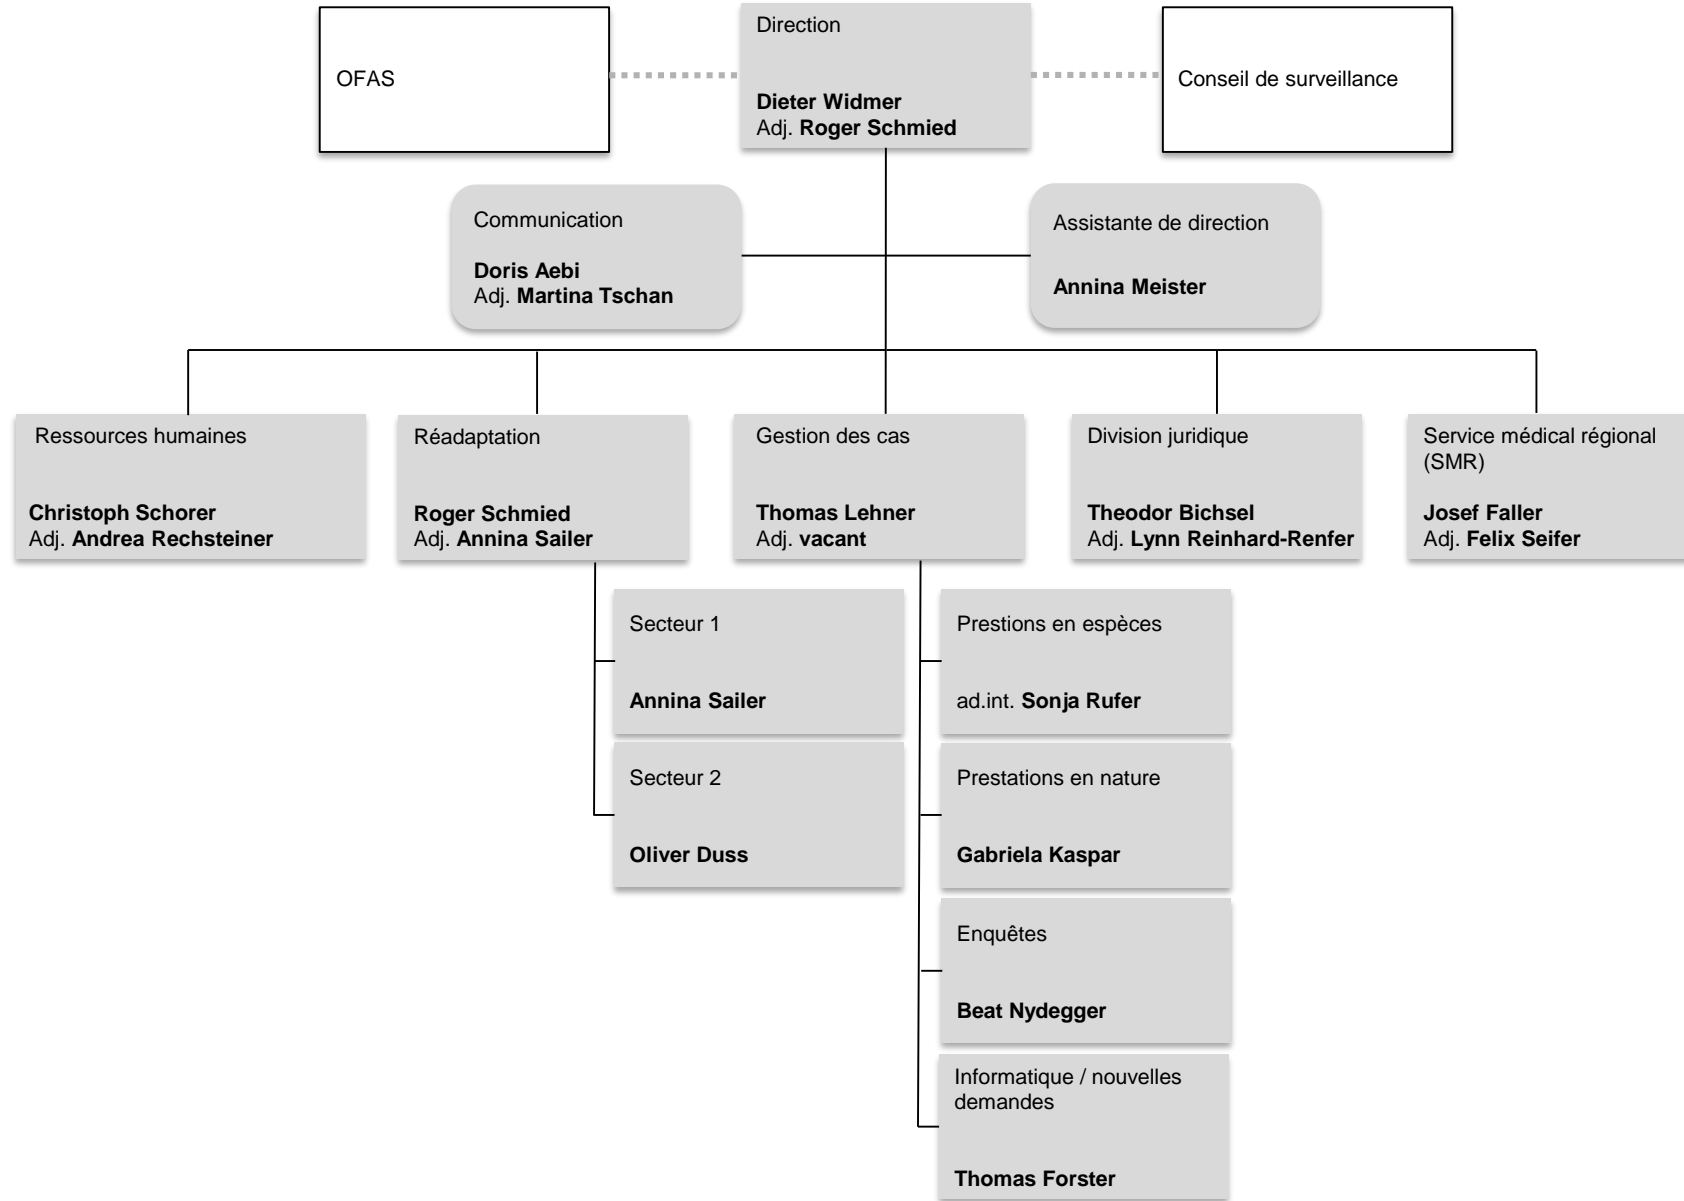 Direction
Dieter Widmer
Adj. Roger Schmied
OFAS
Conseil de surveillance
Communication
Doris Aebi
Adj. Martina Tschan
Assistante de direction
Annina Meister
Ressources humaines
Christoph Schorer
Adj. Andrea Rechsteiner
Réadaptation
Roger Schmied
Adj. Annina Sailer
Gestion des cas
Thomas Lehner
Adj. vacant
Division juridique
Theodor Bichsel
Adj. Lynn Reinhard-Renfer
Service médical régional
(SMR)
Josef Faller
Adj. Felix Seifer
Secteur 1
Annina Sailer
Secteur 2
Oliver Duss
Prestions en espèces
ad.int. Sonja Rufer
Prestations en nature
Gabriela Kaspar
Enquêtes
Beat Nydegger
Informatique / nouvelles
demandes
Thomas Forster